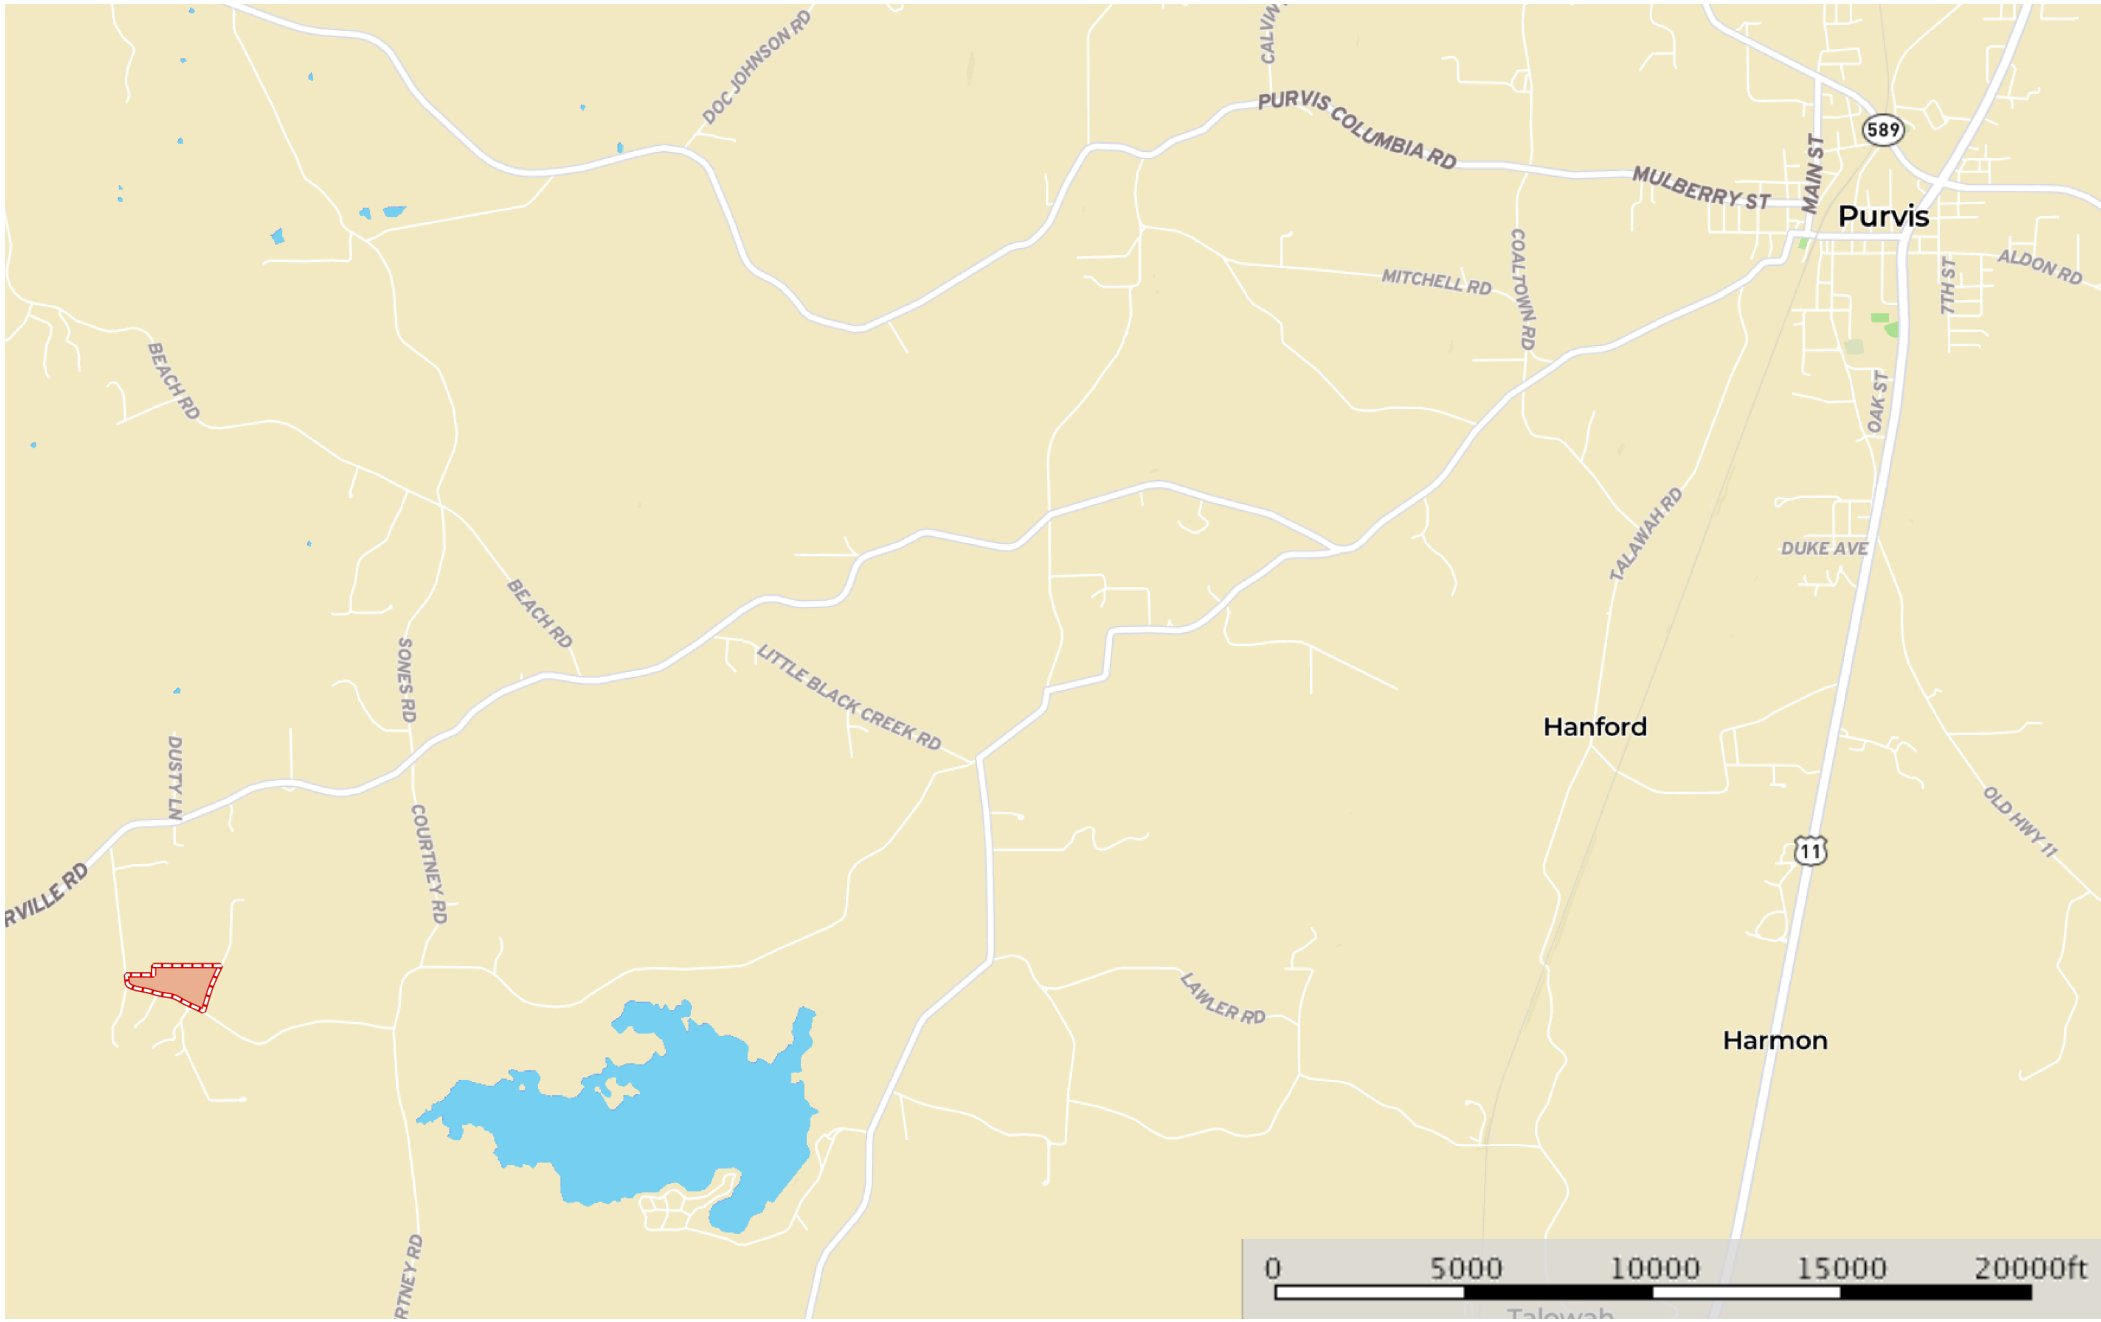 DOC JOHNSON RD
PURVIS COLUMBIA RD
589
MAIN ST
MULBERRY ST
Purvis
COALTOWN RD
MITCHELL RD
7TH ST
ALDON RD
BEACH RD
OAK ST
TALAWAH RD
DUKE AVE
BEACH RD
SONES RD
LITTLE BLACK CREEK RD
Hanford
DUSTY LN
COURTNEY RD
OLD HWY 11
11
RVILLE RD
LAWLER RD
Harmon
RTNEY RD
0 5000 10000 15000 20000ft